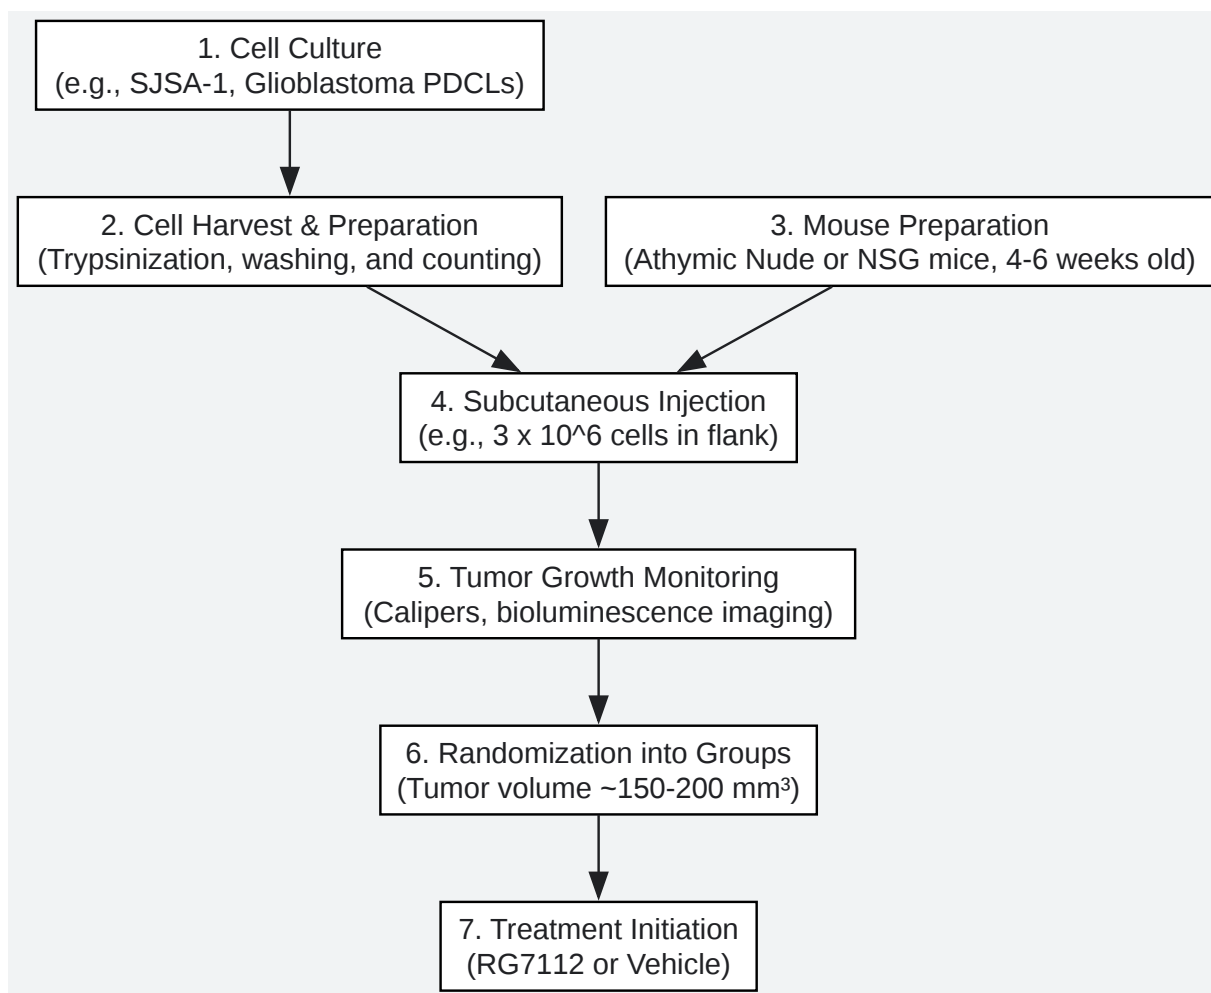 1. Cell Culture
(e.g., SJSA-1, Glioblastoma PDCLs)
2. Cell Harvest & Preparation
(Trypsinization, washing, and counting)
3. Mouse Preparation
(Athymic Nude or NSG mice, 4-6 weeks old)
4. Subcutaneous Injection
(e.g., 3 x 10^6 cells in flank)
5. Tumor Growth Monitoring
(Calipers, bioluminescence imaging)
6. Randomization into Groups
(Tumor volume ~150-200 mm³)
7. Treatment Initiation
(RG7112 or Vehicle)